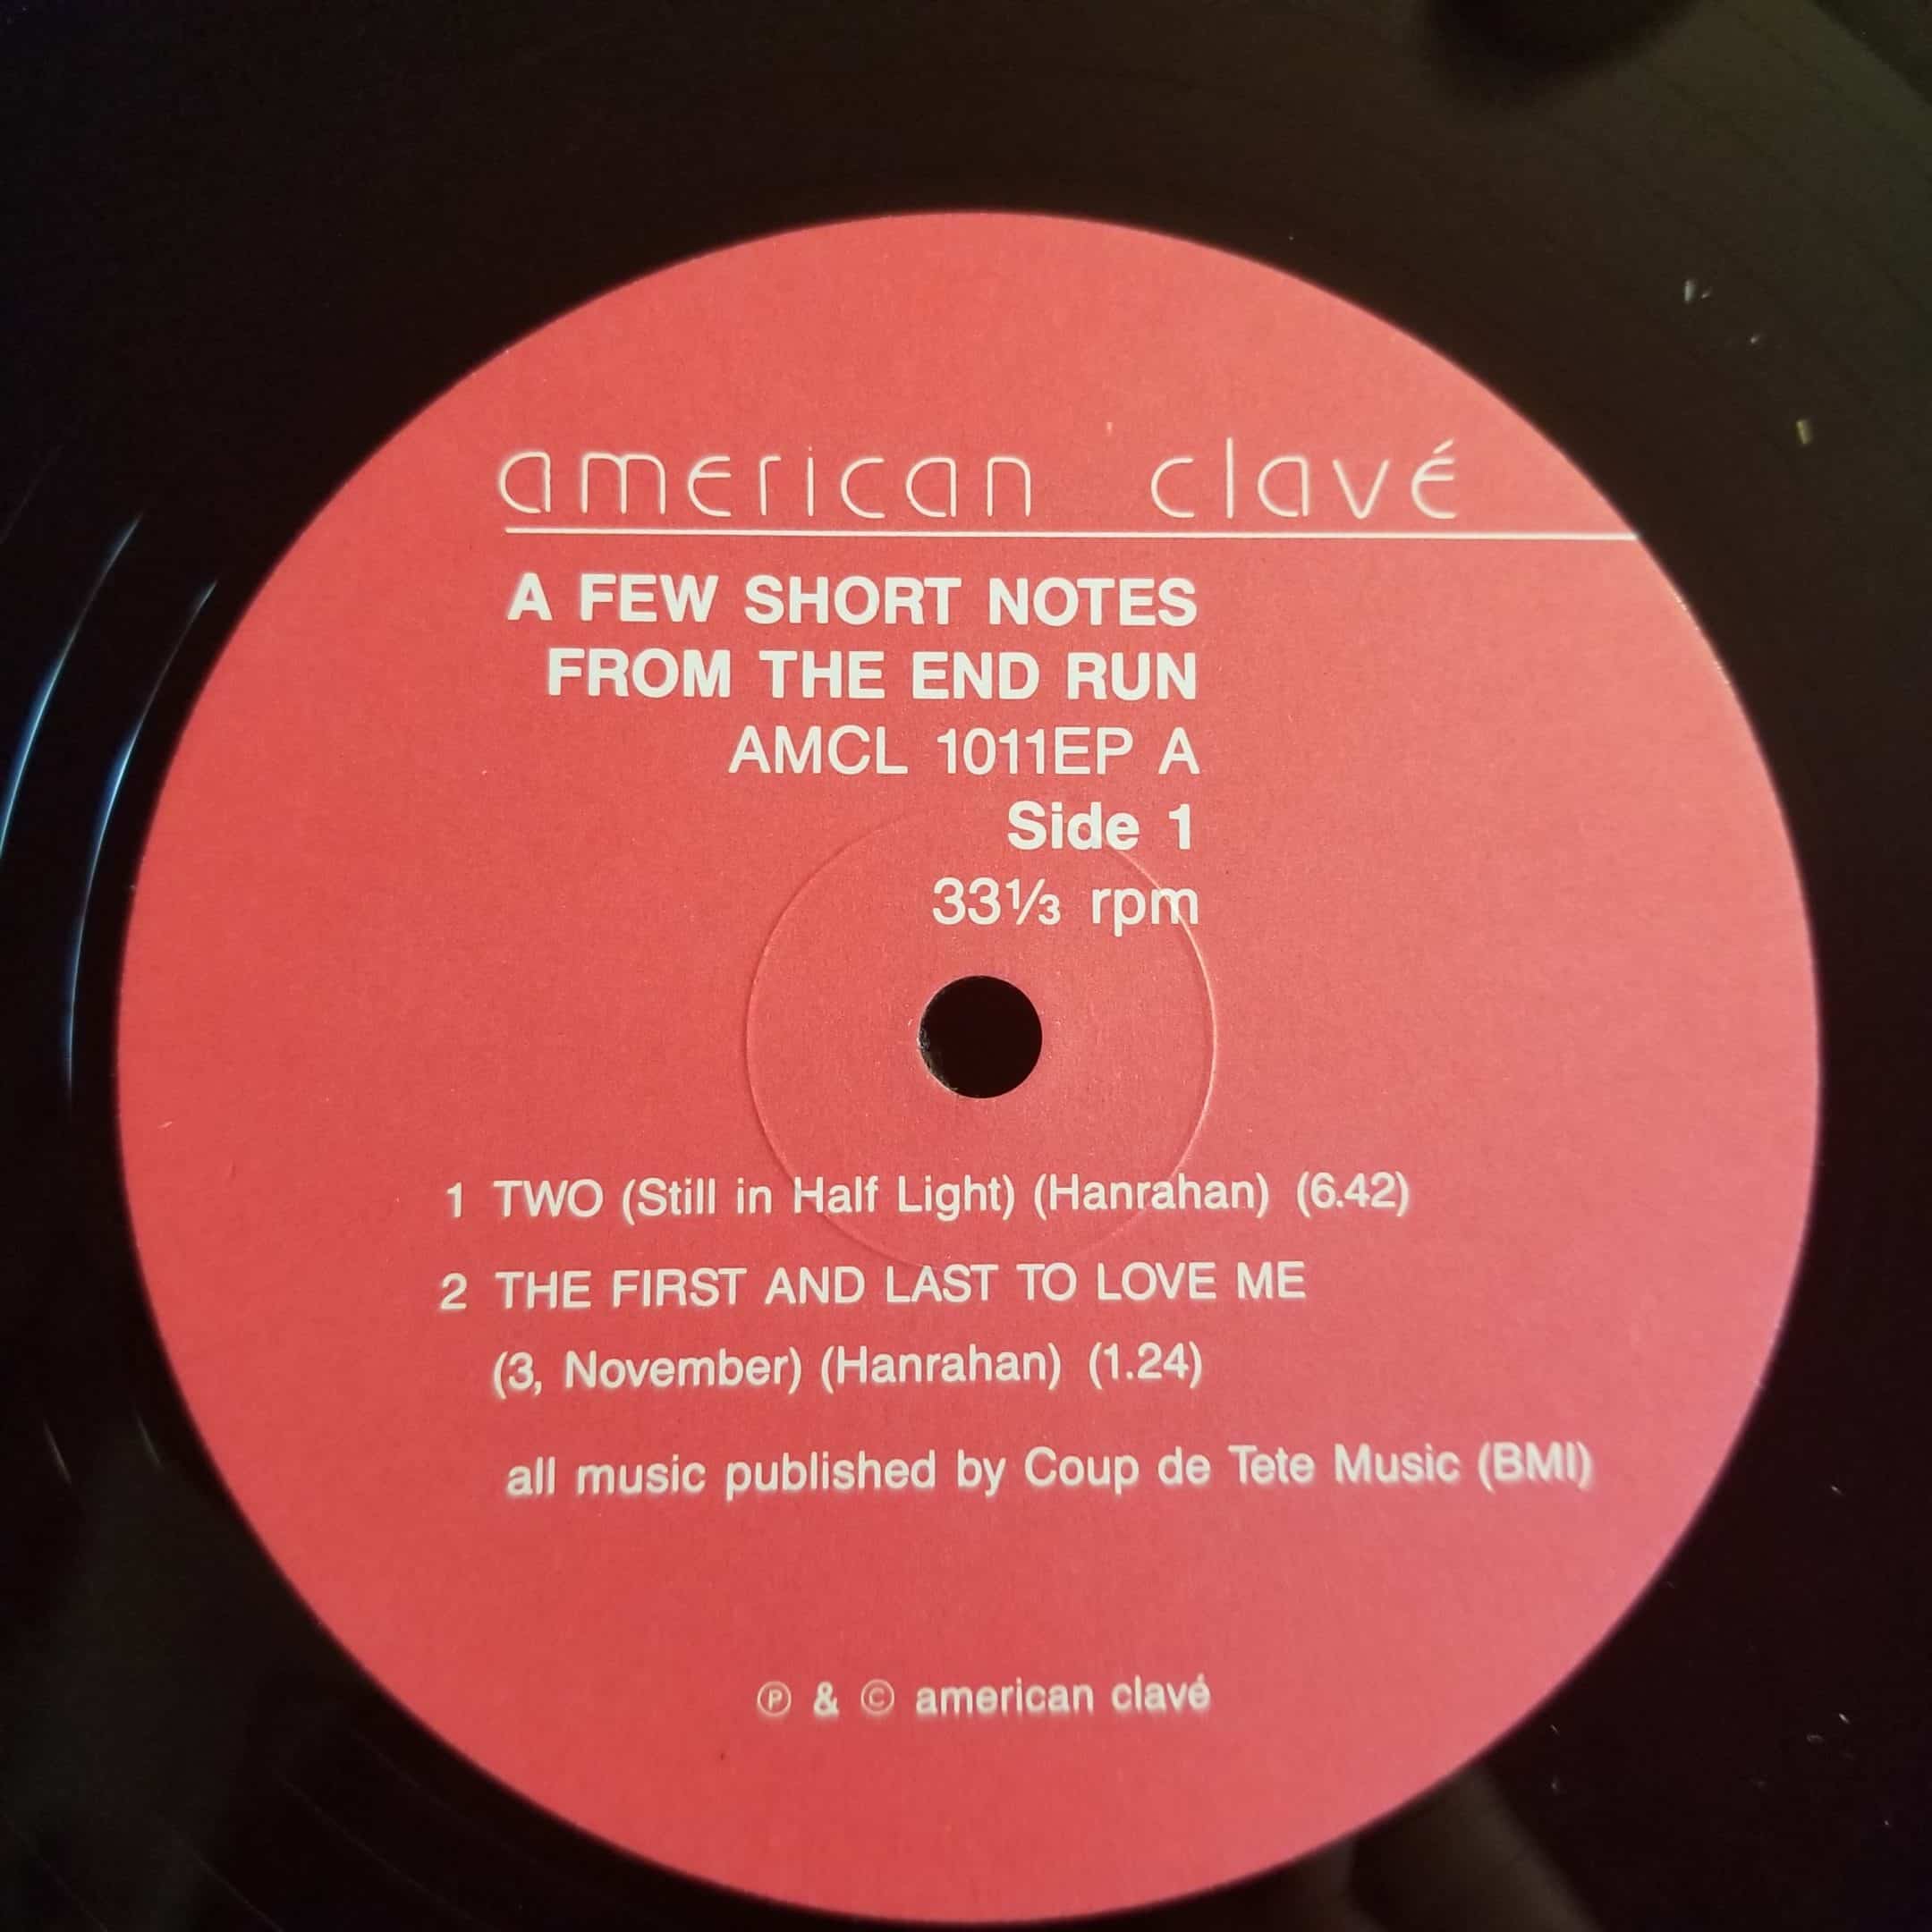 american clavé
A FEW SHORT NOTES
FROM THE END RUN
AMCL 1011EP A
Side 1
33⅓ rpm
1 TWO (Still in Half Light) (Hanrahan) (6.42)
2 THE FIRST AND LAST TO LOVE ME
(3, November) (Hanrahan) (1.24)
all music published by Coup de Tete Music (BMI)
℗ & © american clavé